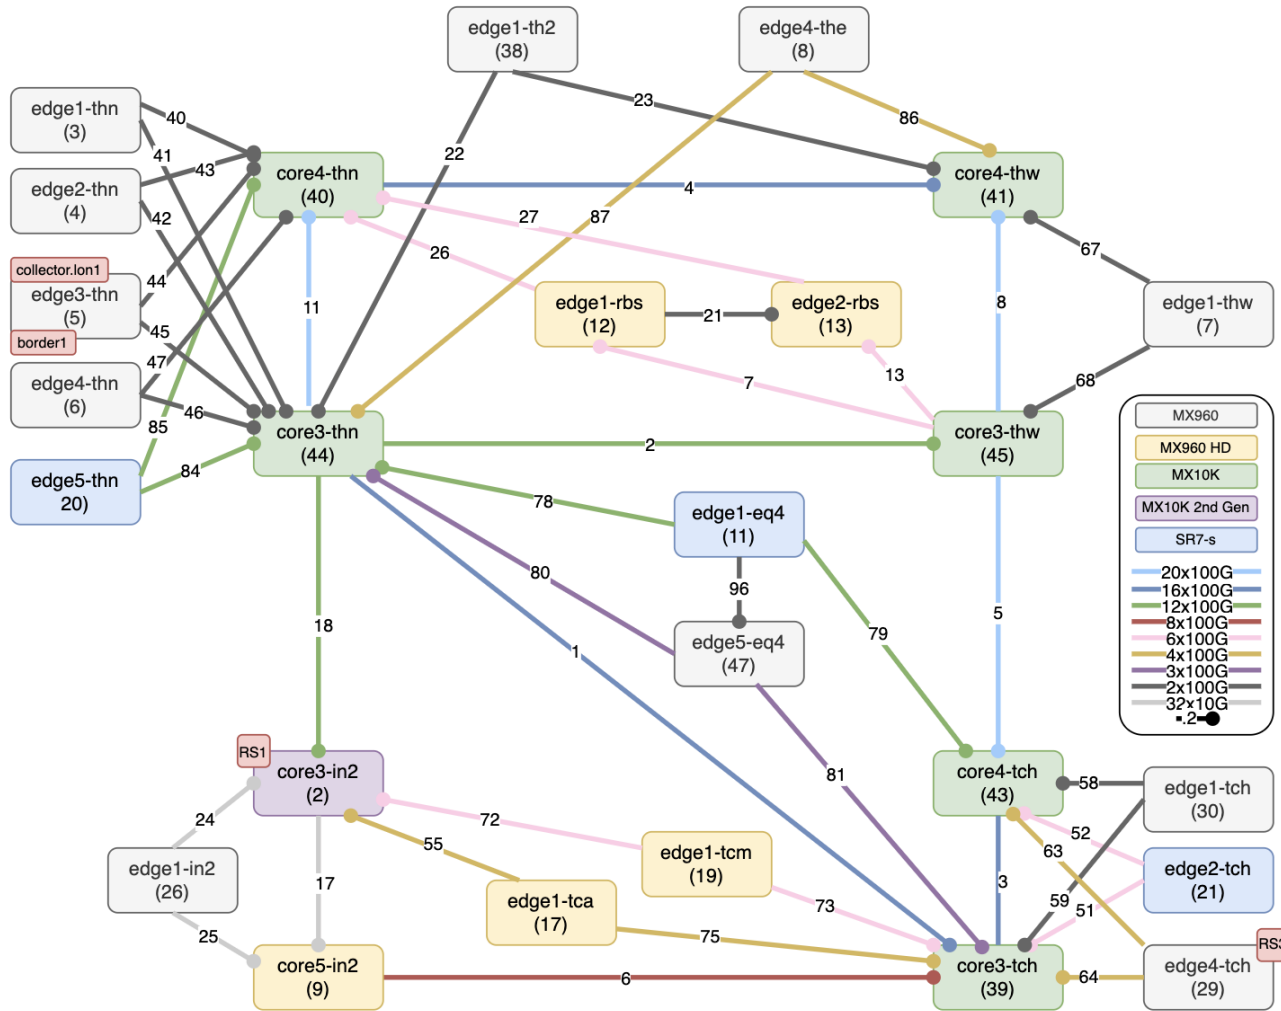 edge1-th2
(38)
edge4-the
(8)
edge1-thn
(3)
40
23
86
41
43
22
core4-thn
(40)
core4-thw
(41)
edge2-thn
(4)
42
4
27
87
26
67
collector.lon1
edge3-thn
(5)
border1
44
45
11
edge1-rbs
(12)
21
edge2-rbs
(13)
8
edge1-thw
(7)
47
edge4-thn
(6)
46
7
13
68
85
core3-thn
(44)
2
core3-thw
(45)
84
edge5-thn
20)
MX960
MX960 HD
MX10K
MX10K 2nd Gen
SR7-s
20x100G
16x100G
12x100G
8x100G
6x100G
4x100G
3x100G
2x100G
32x10G
.2
78
edge1-eq4
(11)
80
96
5
18
1
edge5-eq4
(47)
79
81
RS1
core3-in2
(2)
core4-tch
(43)
58
edge1-tch
(30)
24
72
55
52
63
edge1-in2
(26)
17
edge1-tcm
(19)
3
edge2-tch
(21)
59
51
edge1-tca
(17)
73
25
75
core5-in2
(9)
6
core3-tch
(39)
64
edge4-tch
(29)